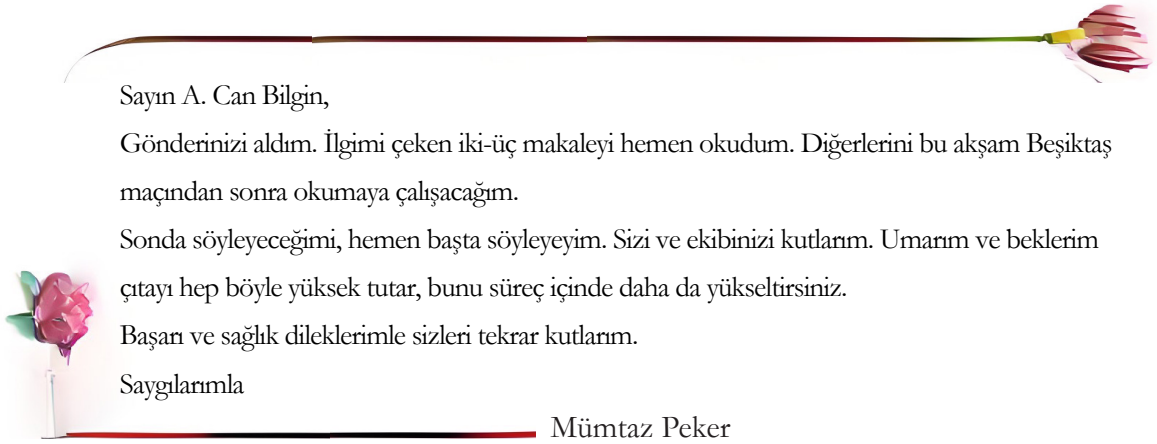 Sayın A. Can Bilgin,
Gönderinizi aldım. İlgimi çeken iki-üç makaleyi hemen okudum. Diğerlerini bu akşam Beşiktaş
maçından sonra okumaya çalışacağım.
Sonda söyleyeceğimi, hemen başta söyleyeyim. Sizi ve ekibinizi kutlarım. Umarım ve beklerim
çıtayı hep böyle yüksek tutar, bunu süreç içinde daha da yükseltirsiniz.
Başarı ve sağlık dileklerimle sizleri tekrar kutlarım.
Saygılarımla
Mümtaz Peker